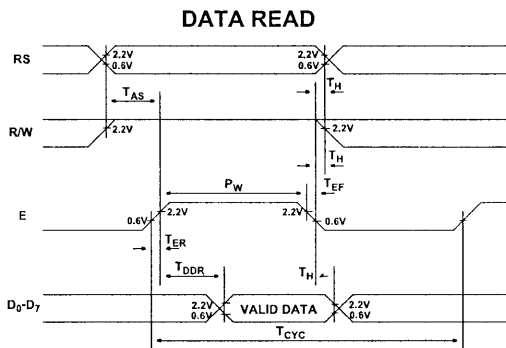 DATA READ
RS
2.2V
0.6V
2.2V
0.6V
T_H
T_AS
R/W
2.2V
2.2V
T_H
P_W
T_EF
E
0.6V
2.2V
2.2V
0.6V
T_ER
T_DDR
T_H
D_0-D_7
2.2V
0.6V
VALID DATA
2.2V
0.6V
T_CYC